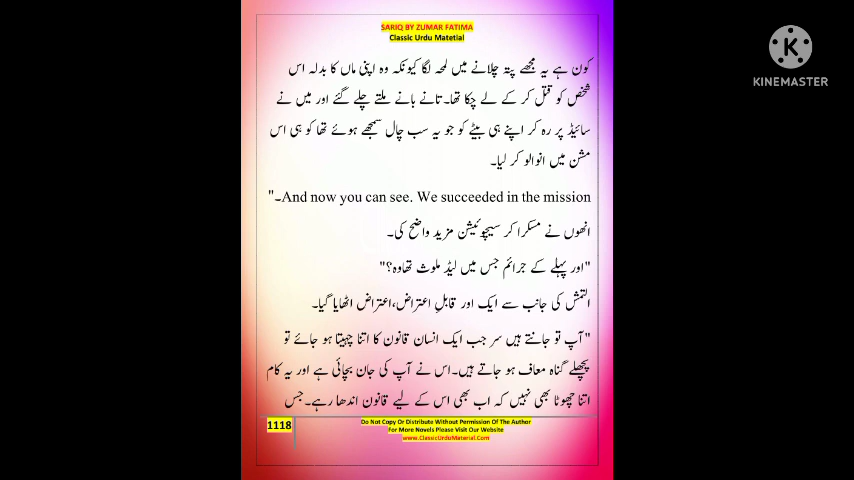 SARIQ BY ZUMAR FATIMA
Classic Urdu Matetial
کون ہے یہ مجھے پتہ چلانے میں لمحہ لگا کیونکہ وہ اپنی ماں کا بدلہ اس
شخص کو قتل کر کے لے چکا تھا۔تانے بانے ملتے چلے گئے اور میں نے
سائیڈ پر رہ کر اپنے ہی بیٹے کو جو یہ سب چال سمجھے ہوئے تھا کو ہی اس
مشن میں انوالو کر لیا۔
"And now you can see. We succeeded in the mission۔"
انھوں نے مسکرا کر سیچوئیشن مزید واضح کی۔
"اور پہلے کے جرائم جس میں لیڈ ملوث تھاوہ؟"
التمش کی جانب سے ایک اور قابلِ اعتراض،اعتراض اٹھایا گیا۔
"آپ تو جانتے ہیں سر جب ایک انسان قانون کا اتنا چہیتا ہو جائے تو
پچھلے گناہ معاف ہو جاتے ہیں۔اس نے آپ کی جان بچائی ہے اور یہ کام
اتنا چھوٹا بھی نہیں کہ اب بھی اس کے لیے قانون اندھا رہے۔جس
1118
Do Not Copy Or Distribute Without Permission Of The Author
For More Novels Please Visit Our Website
www.ClassicUrduMaterial.Com
KINEMASTER